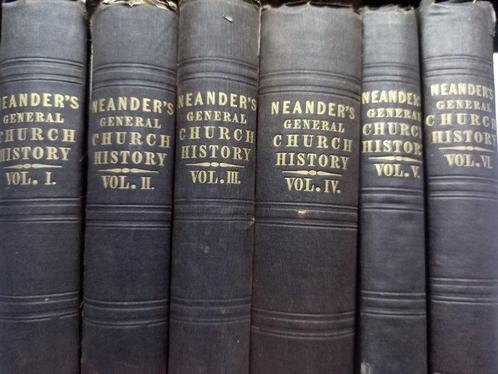 NEANDER'S
GENERAL
CHURCH
HISTORY
VOL. I.
NEANDER'S
GENERAL
CHURCH
HISTORY
VOL. II.
NEANDER'S
GENERAL
CHURCH
HISTORY
VOL. III.
NEANDER'S
GENERAL
CHURCH
HISTORY
VOL. IV.
NEANDER'S
GENERAL
CHURCH
HISTORY
VOL. V.
NEANDER'S
GENERAL
CHURCH
HISTORY
VOL. VI